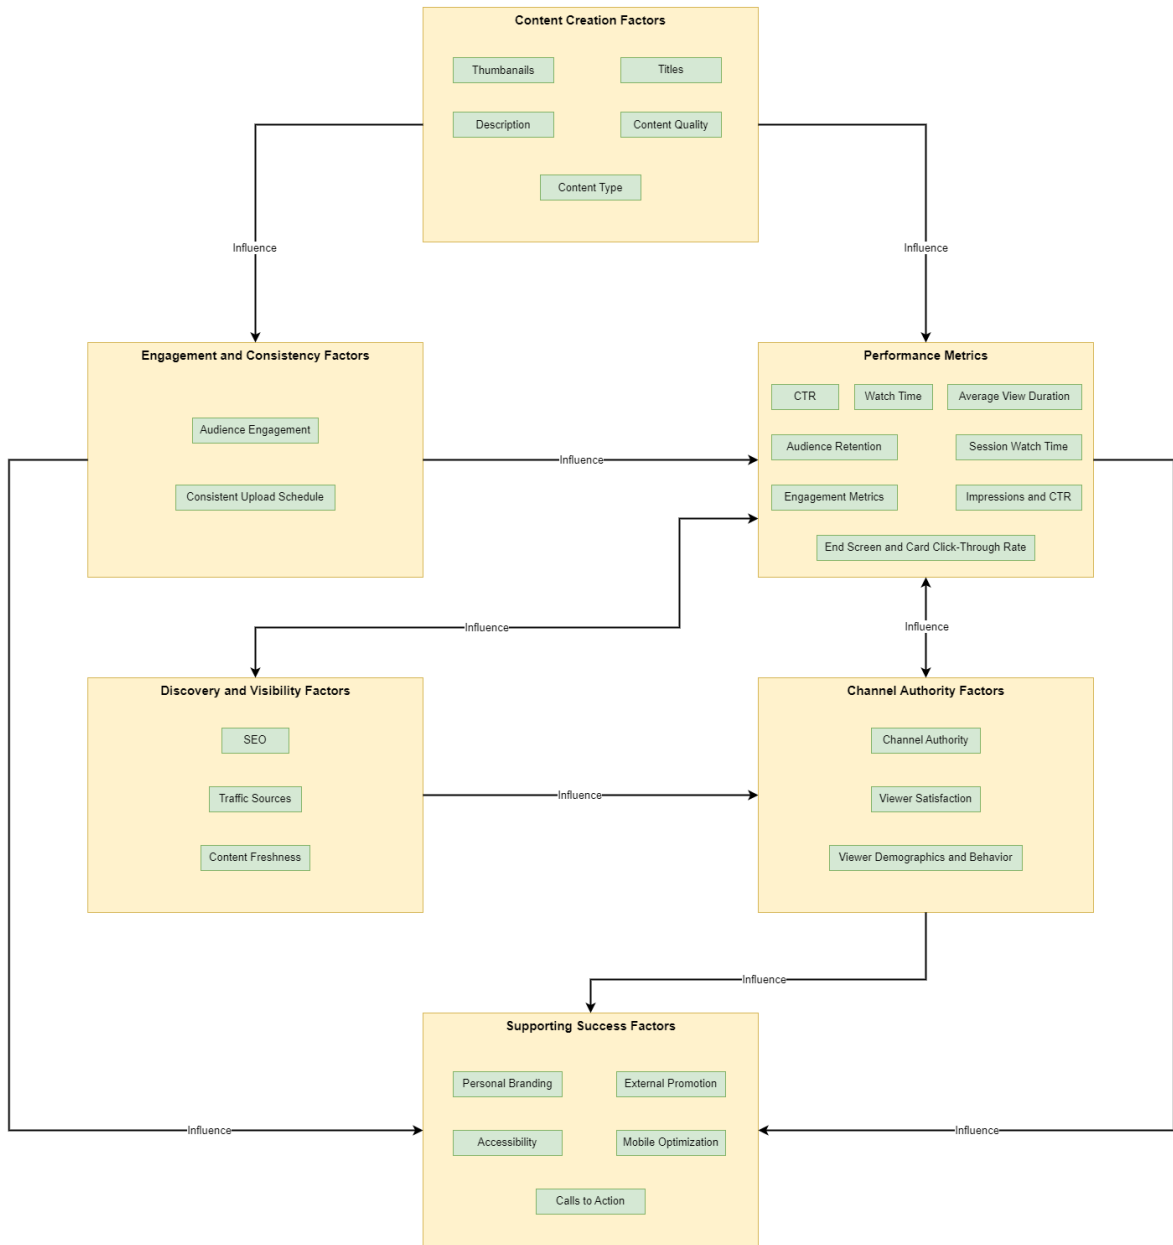 Content Creation Factors
Thumbanails
Titles
Description
Content Quality
Content Type
Influence
Influence
Engagement and Consistency Factors
Audience Engagement
Consistent Upload Schedule
Influence
Performance Metrics
CTR
Watch Time
Average View Duration
Audience Retention
Session Watch Time
Engagement Metrics
Impressions and CTR
End Screen and Card Click-Through Rate
Influence
Influence
Discovery and Visibility Factors
SEO
Traffic Sources
Content Freshness
Influence
Channel Authority Factors
Channel Authority
Viewer Satisfaction
Viewer Demographics and Behavior
Influence
Supporting Success Factors
Personal Branding
External Promotion
Accessibility
Mobile Optimization
Calls to Action
Influence
Influence